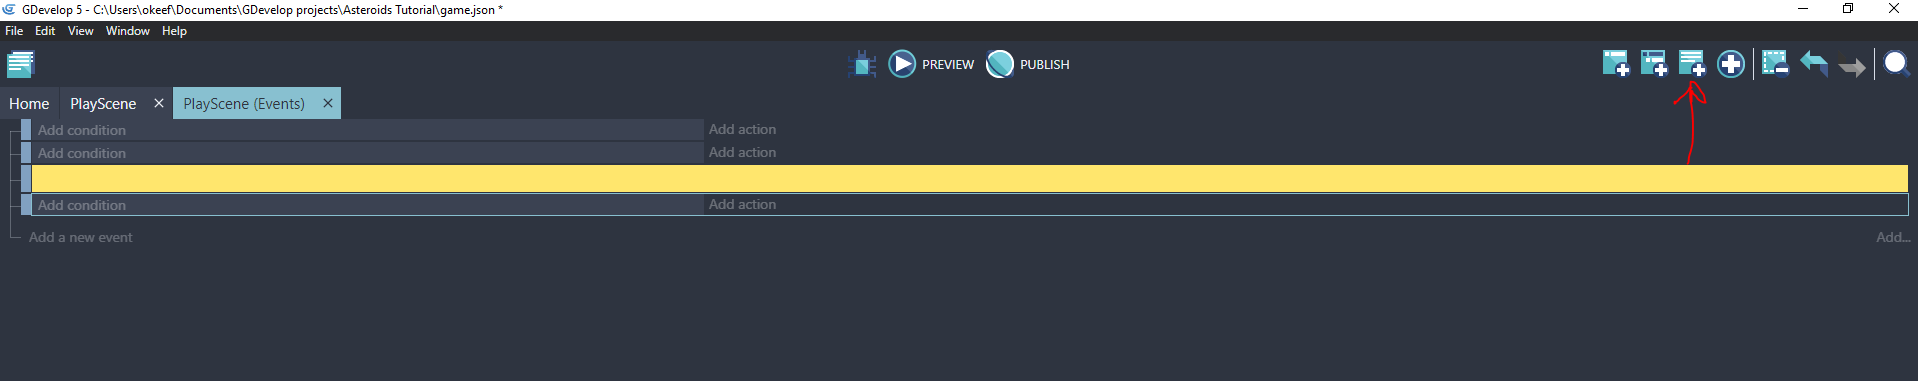 GDevelop 5 - C:\Users\okeef\Documents\GDevelop projects\Asteroids Tutorial\game.json *
File Edit View Window Help
PREVIEW PUBLISH
Home PlayScene × PlayScene (Events) ×
Add condition Add action
Add condition Add action
Add condition Add action
Add a new event Add...